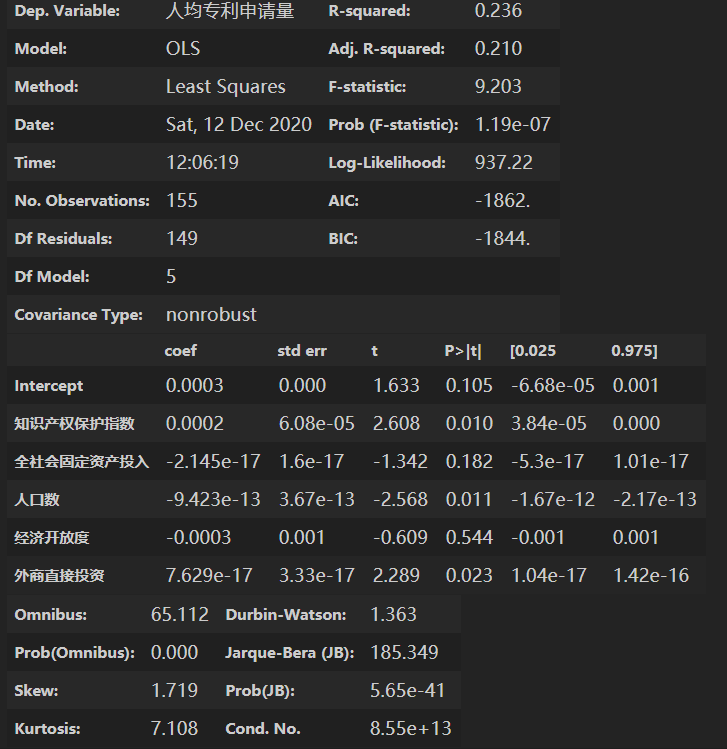 Dep. Variable: 人均专利申请量 R-squared: 0.236
Model: OLS Adj. R-squared: 0.210
Method: Least Squares F-statistic: 9.203
Date: Sat, 12 Dec 2020 Prob (F-statistic): 1.19e-07
Time: 12:06:19 Log-Likelihood: 937.22
No. Observations: 155 AIC: -1862.
Df Residuals: 149 BIC: -1844.
Df Model: 5
Covariance Type: nonrobust
coef std err t P>|t| [0.025 0.975]
Intercept 0.0003 0.000 1.633 0.105 -6.68e-05 0.001
知识产权保护指数 0.0002 6.08e-05 2.608 0.010 3.84e-05 0.000
全社会固定资产投入 -2.145e-17 1.6e-17 -1.342 0.182 -5.3e-17 1.01e-17
人口数 -9.423e-13 3.67e-13 -2.568 0.011 -1.67e-12 -2.17e-13
经济开放度 -0.0003 0.001 -0.609 0.544 -0.001 0.001
外商直接投资 7.629e-17 3.33e-17 2.289 0.023 1.04e-17 1.42e-16
Omnibus: 65.112 Durbin-Watson: 1.363
Prob(Omnibus): 0.000 Jarque-Bera (JB): 185.349
Skew: 1.719 Prob(JB): 5.65e-41
Kurtosis: 7.108 Cond. No. 8.55e+13